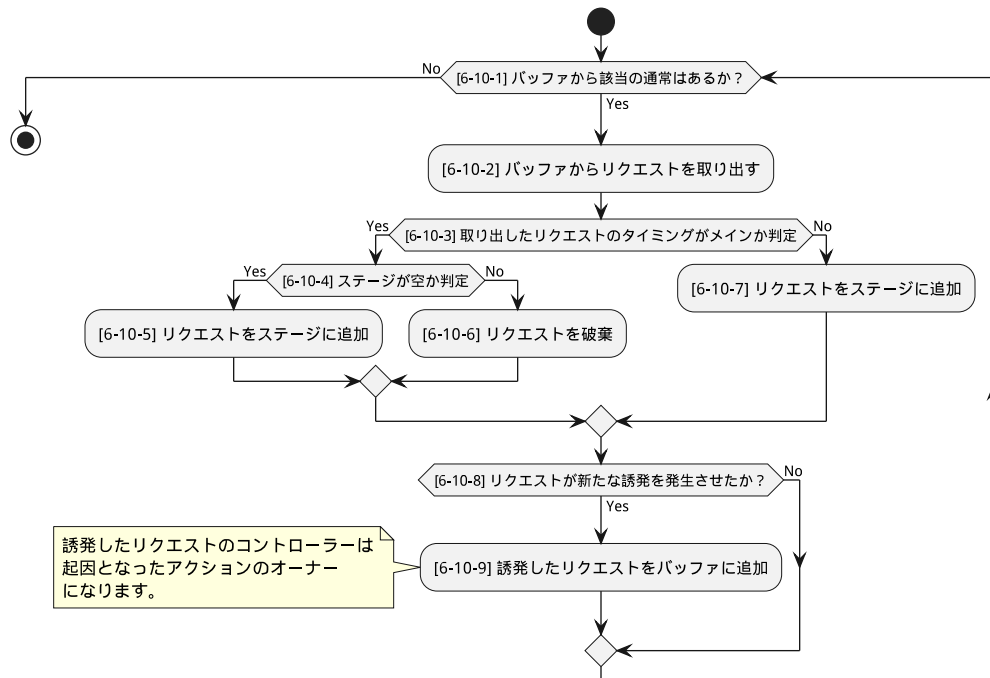 No
[6-10-1] バッファから該当の通常はあるか？
Yes
[6-10-2] バッファからリクエストを取り出す
Yes
[6-10-3] 取り出したリクエストのタイミングがメインか判定
No
Yes
[6-10-4] ステージが空か判定
No
[6-10-7] リクエストをステージに追加
[6-10-5] リクエストをステージに追加
[6-10-6] リクエストを破棄
[6-10-8] リクエストが新たな誘発を発生させたか？
No
Yes
誘発したリクエストのコントローラーは
起因となったアクションのオーナー
になります。
[6-10-9] 誘発したリクエストをバッファに追加